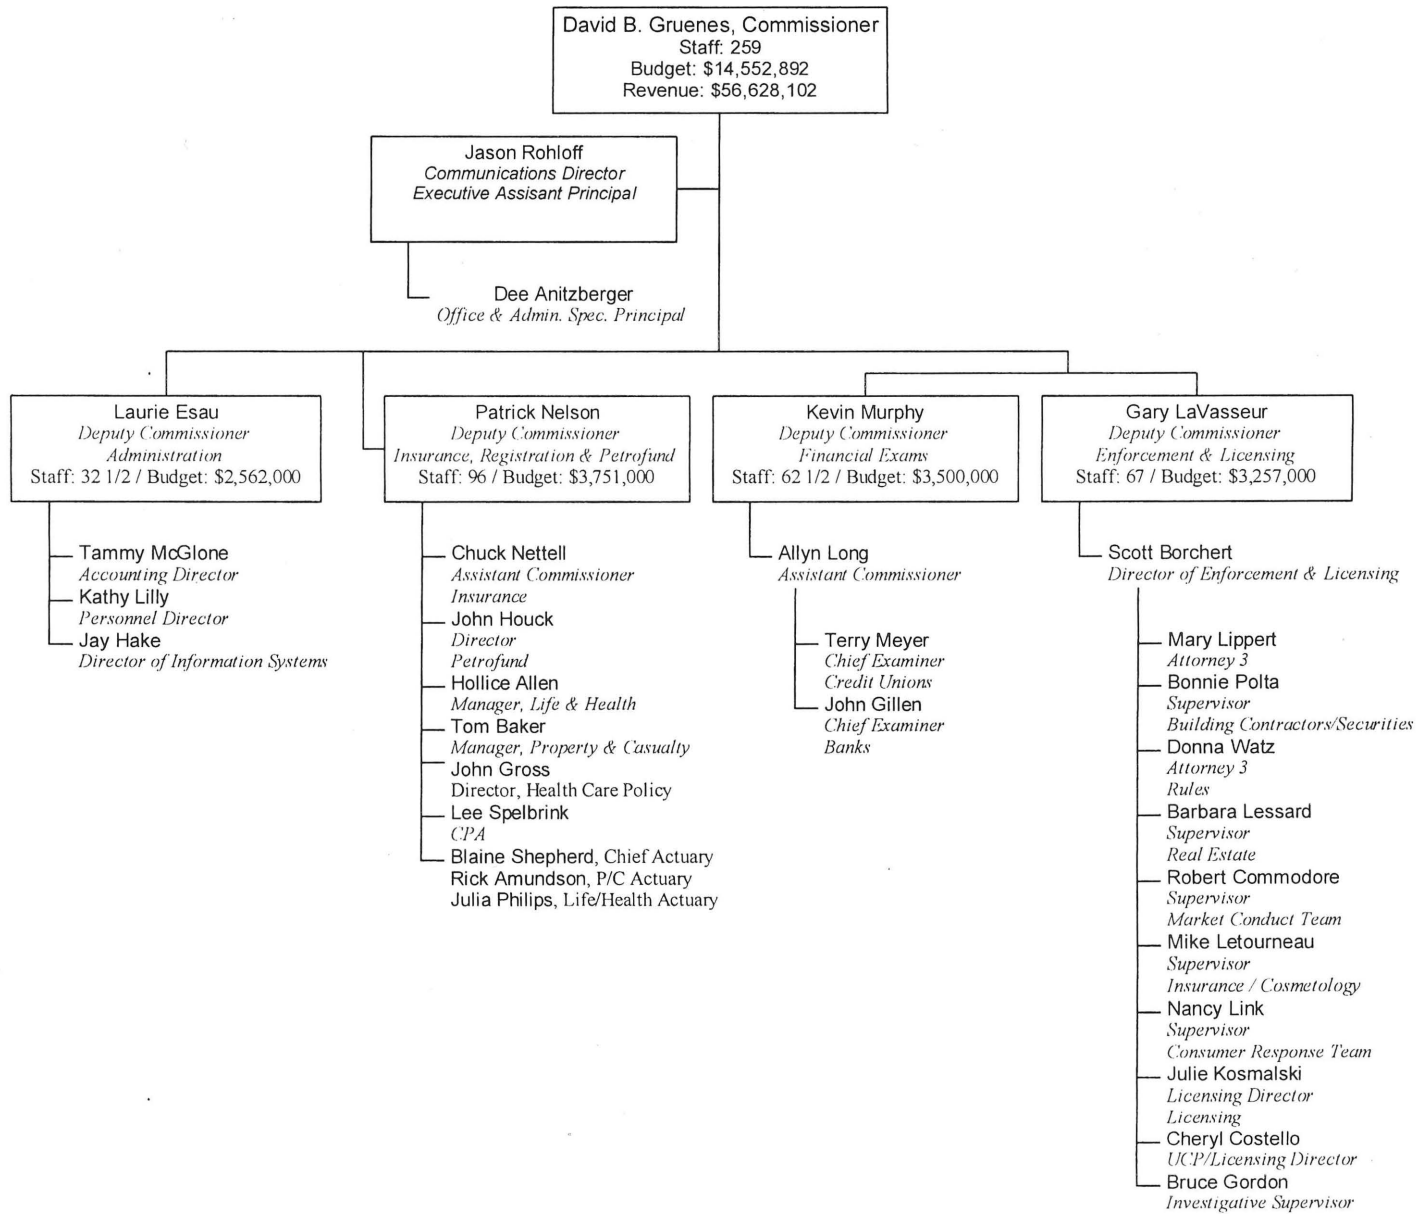 David B. Gruenes, Commissioner
Staff: 259
Budget: $14,552,892
Revenue: $56,628,102
Jason Rohloff
Communications Director
Executive Assisant Principal
Dee Anitzberger
Office & Admin. Spec. Principal
Laurie Esau
Deputy Commissioner
Administration
Staff: 32 1/2 / Budget: $2,562,000
Tammy McGlone
Accounting Director
Kathy Lilly
Personnel Director
Jay Hake
Director of Information Systems
Patrick Nelson
Deputy Commissioner
Insurance, Registration & Petrofund
Staff: 96 / Budget: $3,751,000
Chuck Nettell
Assistant Commissioner
Insurance
John Houck
Director
Petrofund
Hollice Allen
Manager, Life & Health
Tom Baker
Manager, Property & Casualty
John Gross
Director, Health Care Policy
Lee Spelbrink
CPA
Blaine Shepherd, Chief Actuary
Rick Amundson, P/C Actuary
Julia Philips, Life/Health Actuary
Kevin Murphy
Deputy Commissioner
Financial Exams
Staff: 62 1/2 / Budget: $3,500,000
Allyn Long
Assistant Commissioner
Terry Meyer
Chief Examiner
Credit Unions
John Gillen
Chief Examiner
Banks
Gary LaVasseur
Deputy Commissioner
Enforcement & Licensing
Staff: 67 / Budget: $3,257,000
Scott Borchert
Director of Enforcement & Licensing
Mary Lippert
Attorney 3
Bonnie Polta
Supervisor
Building Contractors/Securities
Donna Watz
Attorney 3
Rules
Barbara Lessard
Supervisor
Real Estate
Robert Commodore
Supervisor
Market Conduct Team
Mike Letourneau
Supervisor
Insurance / Cosmetology
Nancy Link
Supervisor
Consumer Response Team
Julie Kosmalski
Licensing Director
Licensing
Cheryl Costello
UCP/Licensing Director
Bruce Gordon
Investigative Supervisor